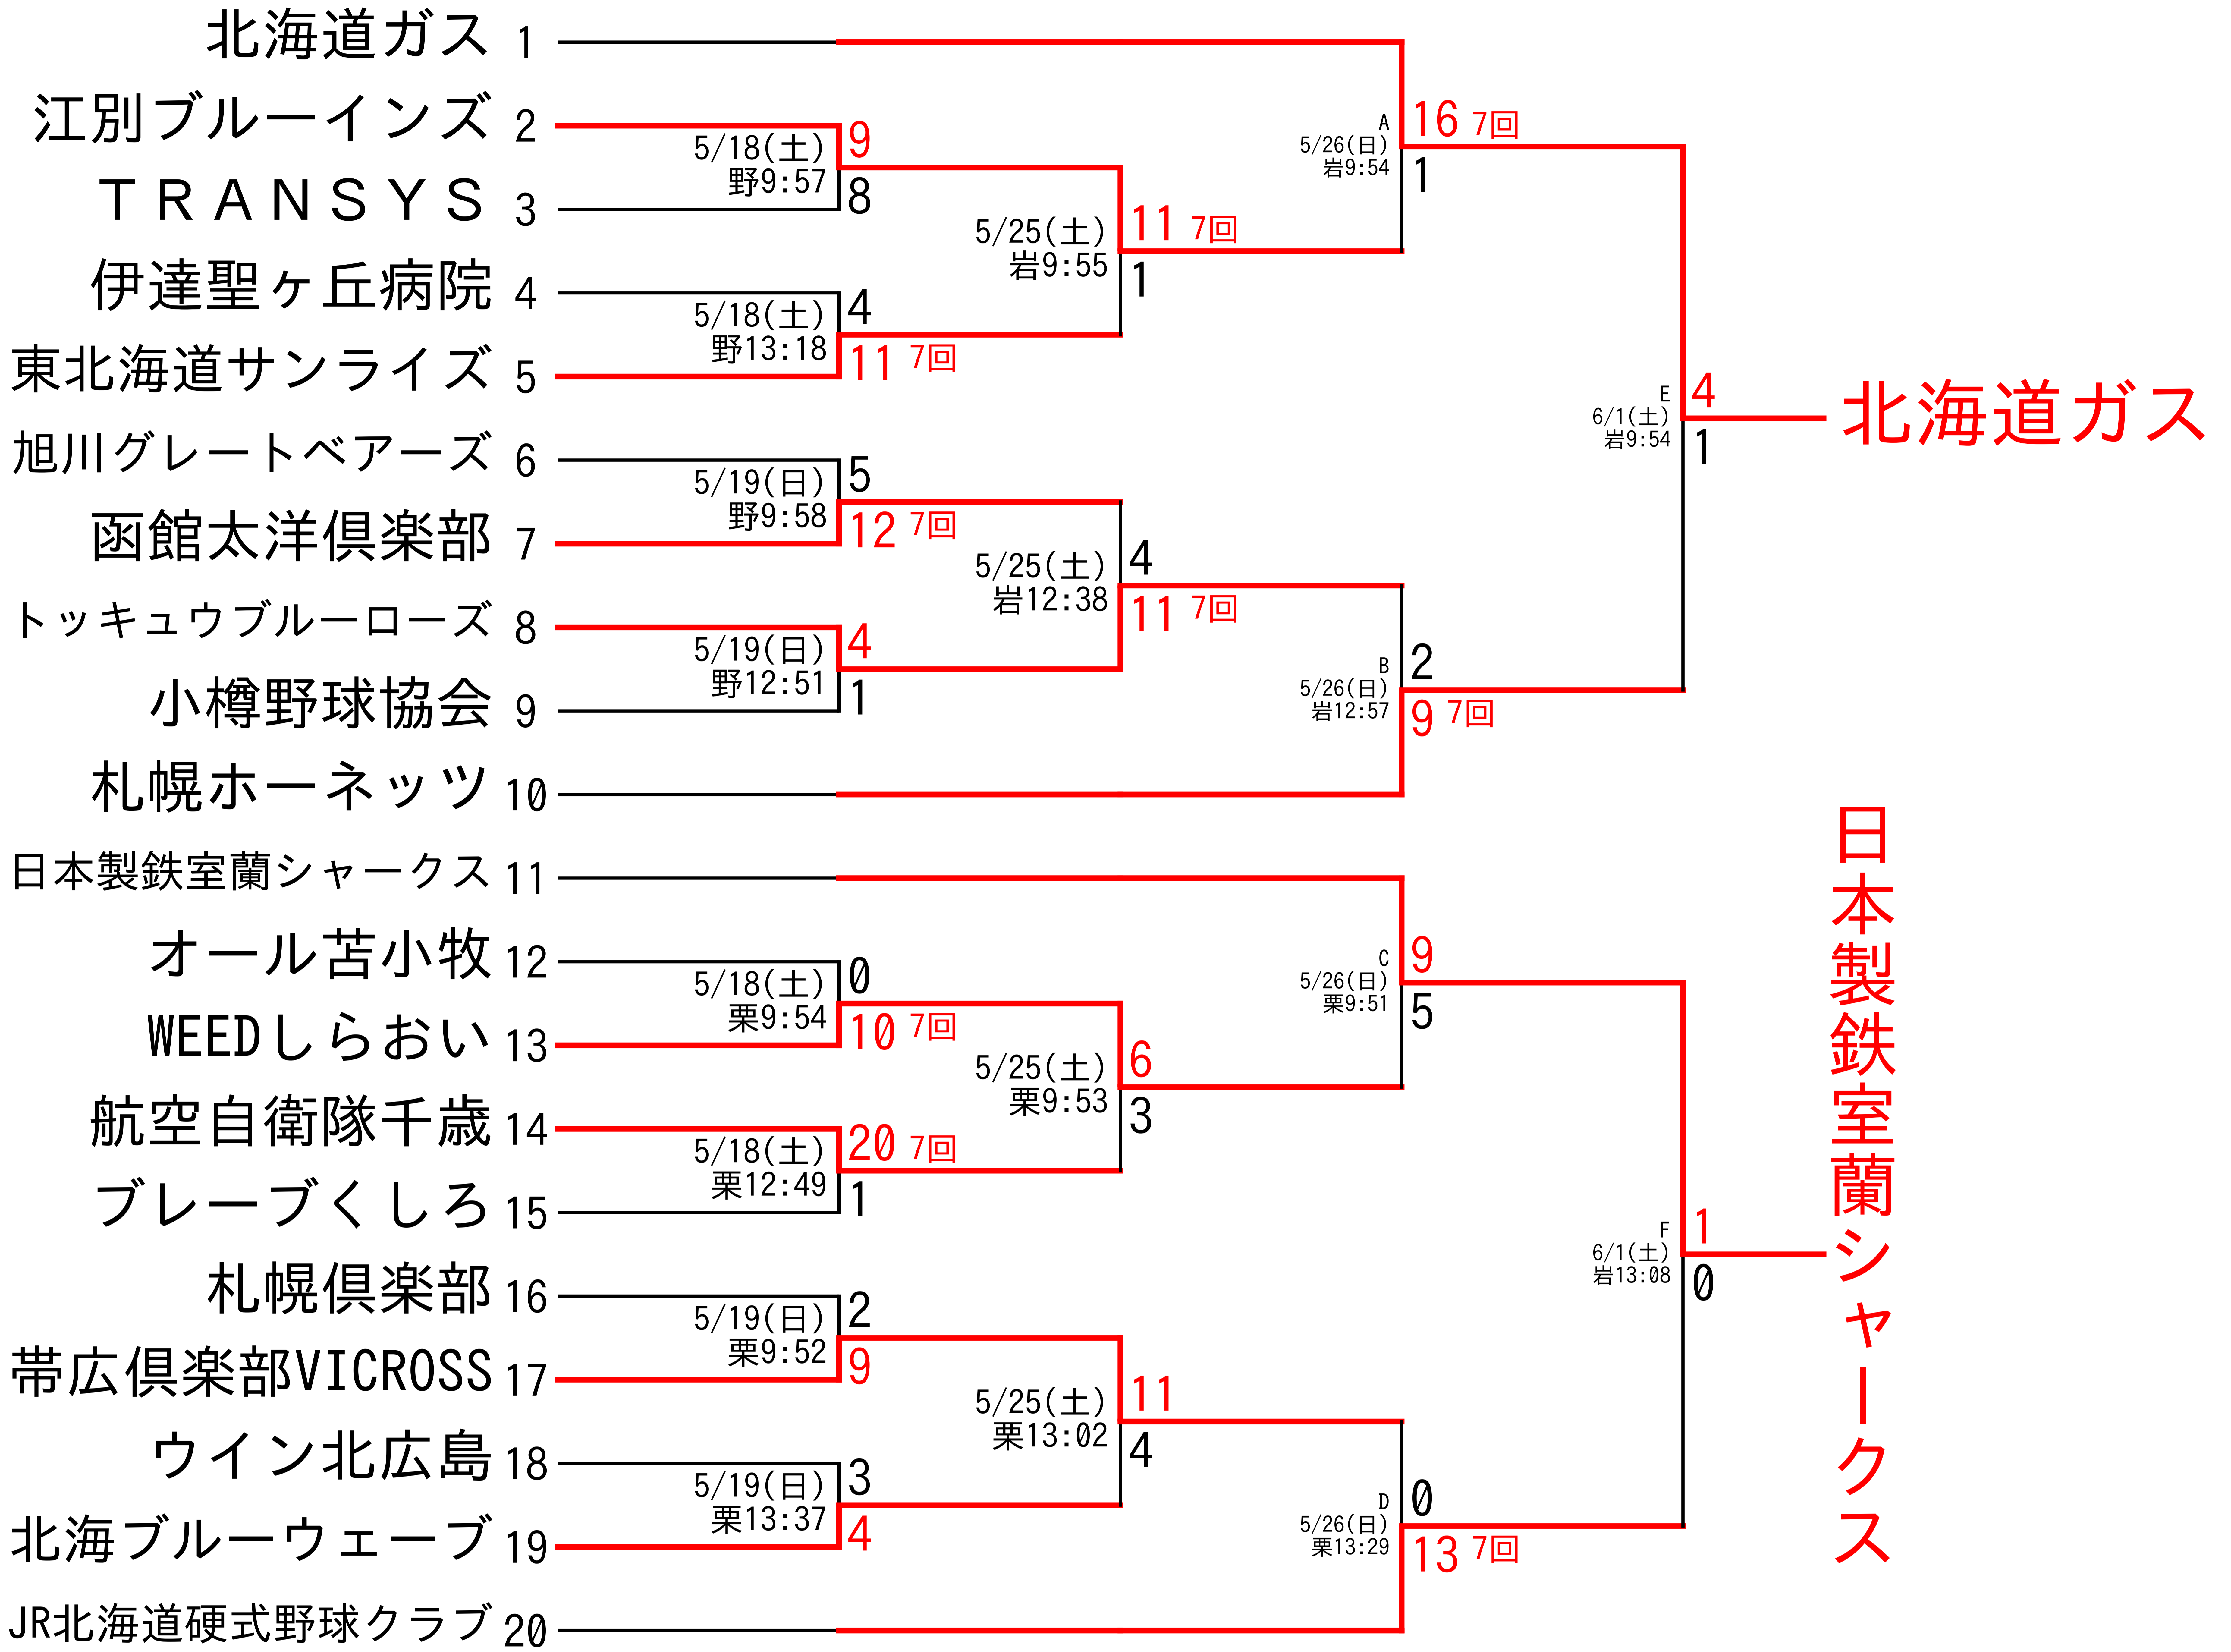 北海道ガス 1
江別ブルーインズ 2
5/18(土) 9
野9:57 8
ＴＲＡＮＳＹＳ 3
伊達聖ヶ丘病院 4
5/18(土) 4
野13:18 11 7回
東北海道サンライズ 5
5/25(土) 11 7回
岩9:55 1
A 16 7回
5/26(日)
岩9:54 1
旭川グレートベアーズ 6
5/19(日) 5
野9:58 12 7回
函館太洋倶楽部 7
トッキュウブルーローズ 8
5/19(日) 4
野12:51 1
小樽野球協会 9
5/25(土) 4
岩12:38 11 7回
札幌ホーネッツ 10
B 2
5/26(日)
岩12:57 9 7回
E 4
6/1(土)
岩9:54 1
北海道ガス
日本製鉄室蘭シャークス 11
オール苫小牧 12
5/18(土) 0
栗9:54 10 7回
WEEDしらおい 13
航空自衛隊千歳 14
5/18(土) 20 7回
栗12:49 1
ブレーブくしろ 15
5/25(土) 6
栗9:53 3
C 9
5/26(日)
栗9:51 5
札幌倶楽部 16
5/19(日) 2
栗9:52 9
帯広倶楽部VICROSS 17
ウイン北広島 18
5/19(日) 3
栗13:37 4
北海ブルーウェーブ 19
5/25(土) 11
栗13:02 4
JR北海道硬式野球クラブ 20
D 0
5/26(日)
栗13:29 13 7回
F 1
6/1(土)
岩13:08 0
日本製鉄室蘭シャークス